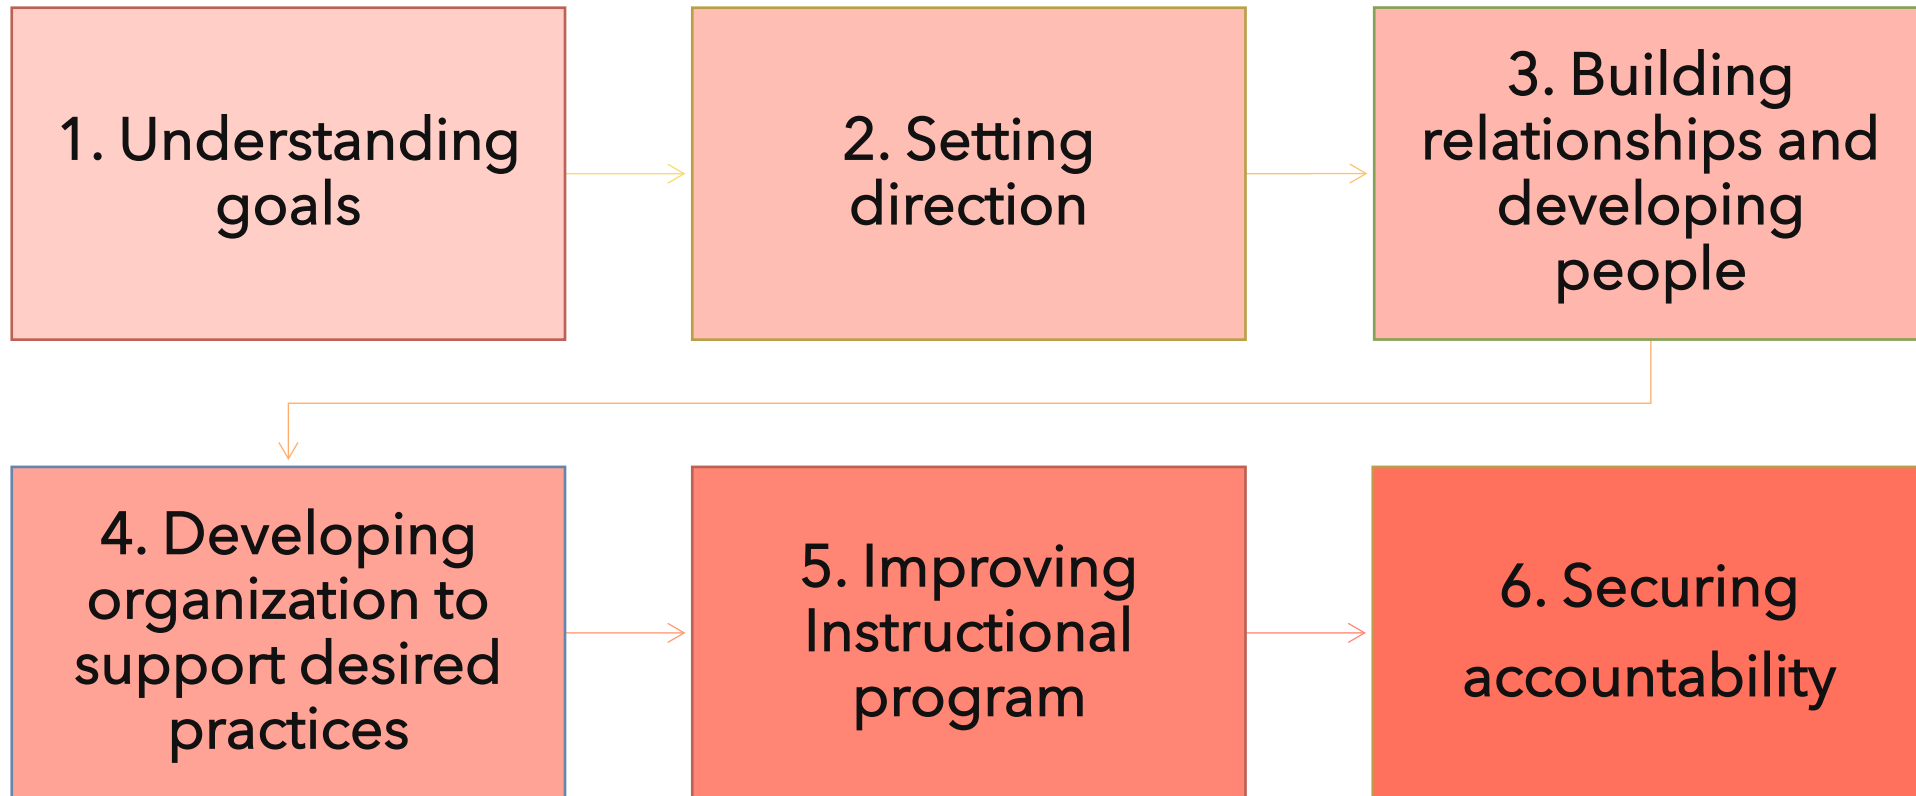 1. Understanding
goals
2. Setting
direction
3. Building
relationships and
developing
people
4. Developing
organization to
support desired
practices
5. Improving
Instructional
program
6. Securing
accountability